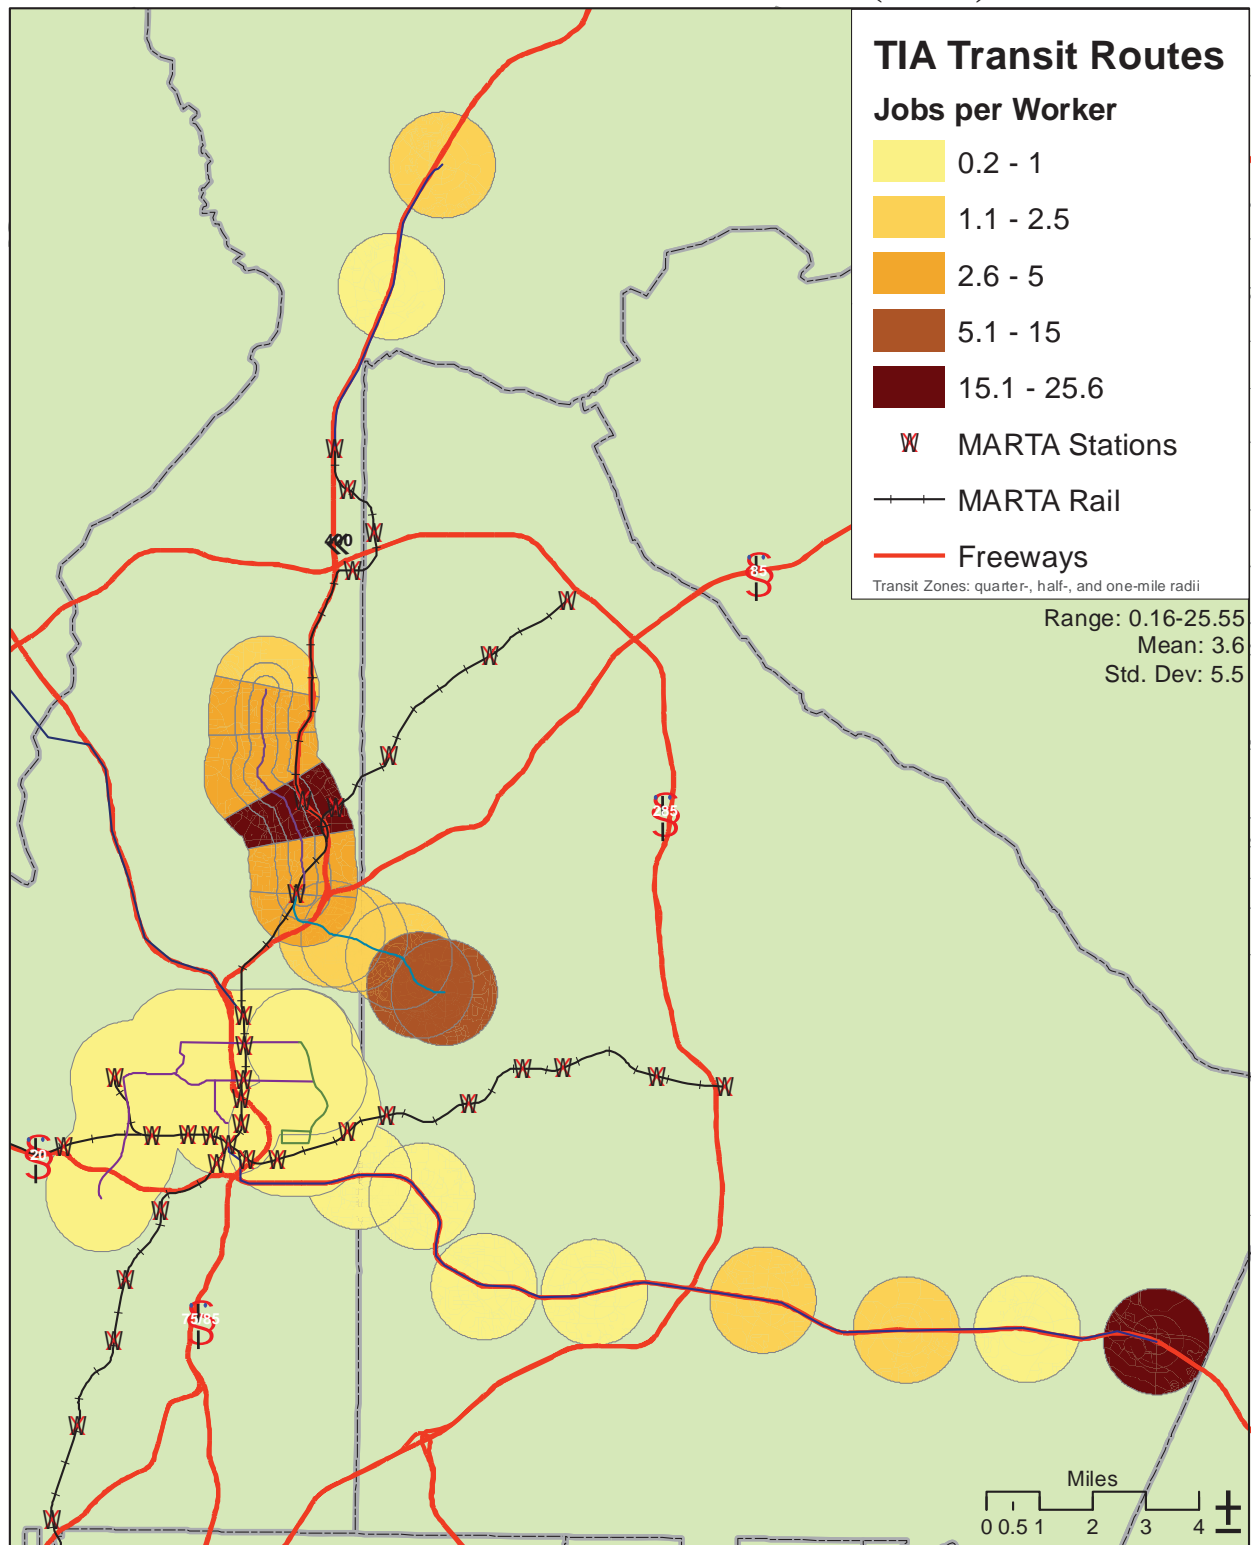 TIA Transit Routes
Jobs per Worker
0.2 - 1
1.1 - 2.5
2.6 - 5
5.1 - 15
15.1 - 25.6
MARTA Stations
MARTA Rail
Freeways
Transit Zones: quarter-, half-, and one-mile radii
Range: 0.16-25.55
Mean: 3.6
Std. Dev: 5.5
400
85
285
20
75/85
Miles
0 0.5 1 2 3 4